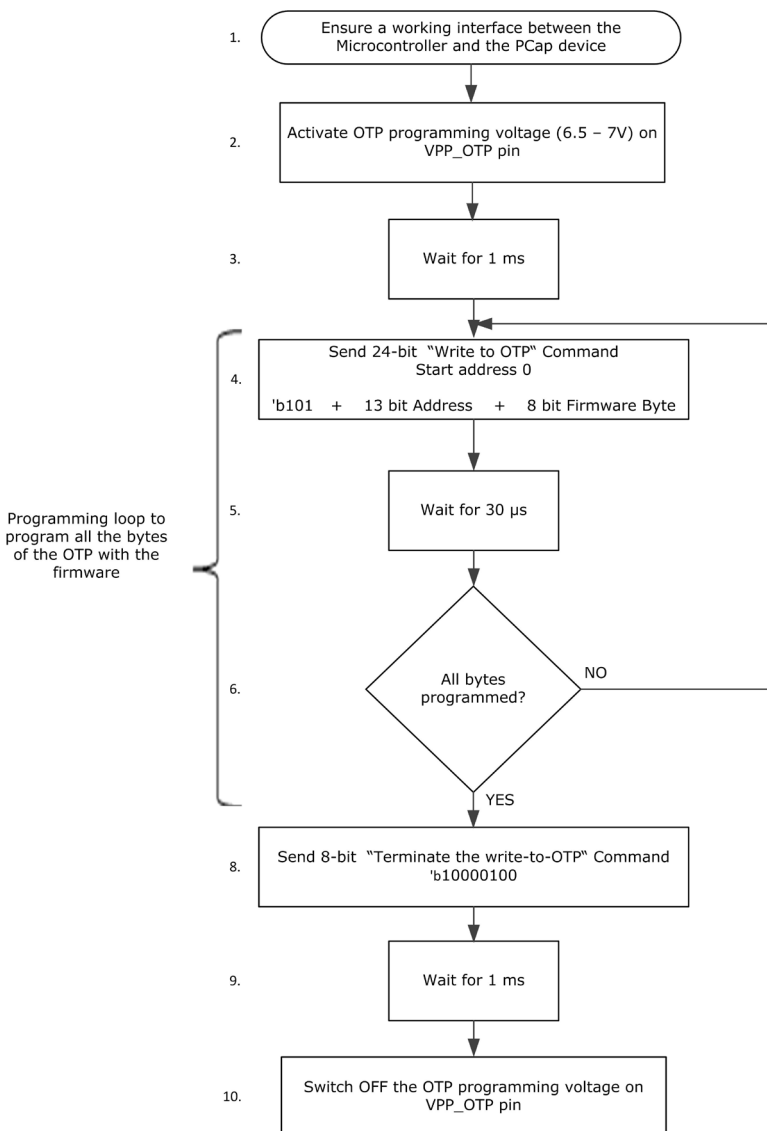 1.
Ensure a working interface between the
Microcontroller and the PCap device
2.
Activate OTP programming voltage (6.5 – 7V) on
VPP_OTP pin
3.
Wait for 1 ms
4.
Send 24-bit “Write to OTP“ Command
Start address 0
'b101 + 13 bit Address + 8 bit Firmware Byte
5.
Wait for 30 µs
Programming loop to
program all the bytes
of the OTP with the
firmware
6.
All bytes
programmed?
NO
YES
8.
Send 8-bit “Terminate the write-to-OTP“ Command
'b10000100
9.
Wait for 1 ms
10.
Switch OFF the OTP programming voltage on
VPP_OTP pin